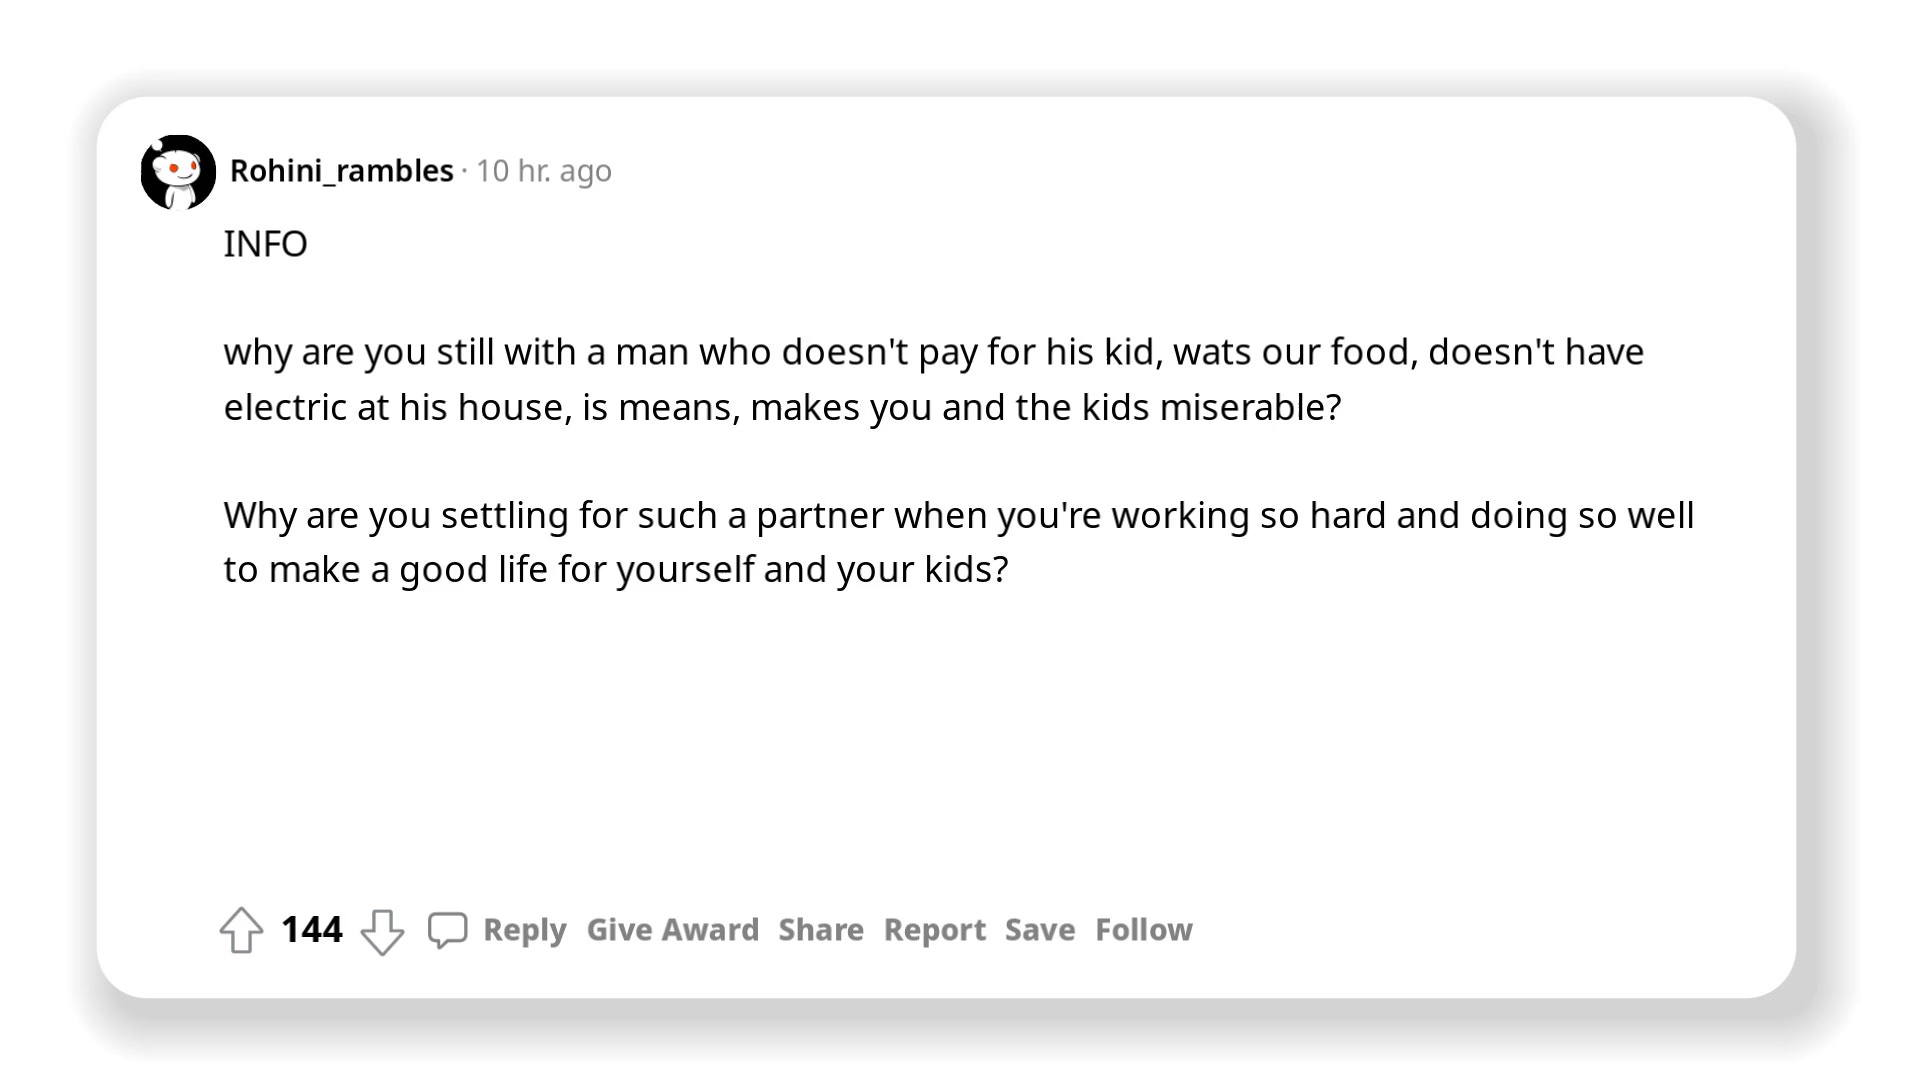 Rohini_rambles · 10 hr. ago
INFO
why are you still with a man who doesn't pay for his kid, wats our food, doesn't have
electric at his house, is means, makes you and the kids miserable?
Why are you settling for such a partner when you're working so hard and doing so well
to make a good life for yourself and your kids?
144 Reply Give Award Share Report Save Follow